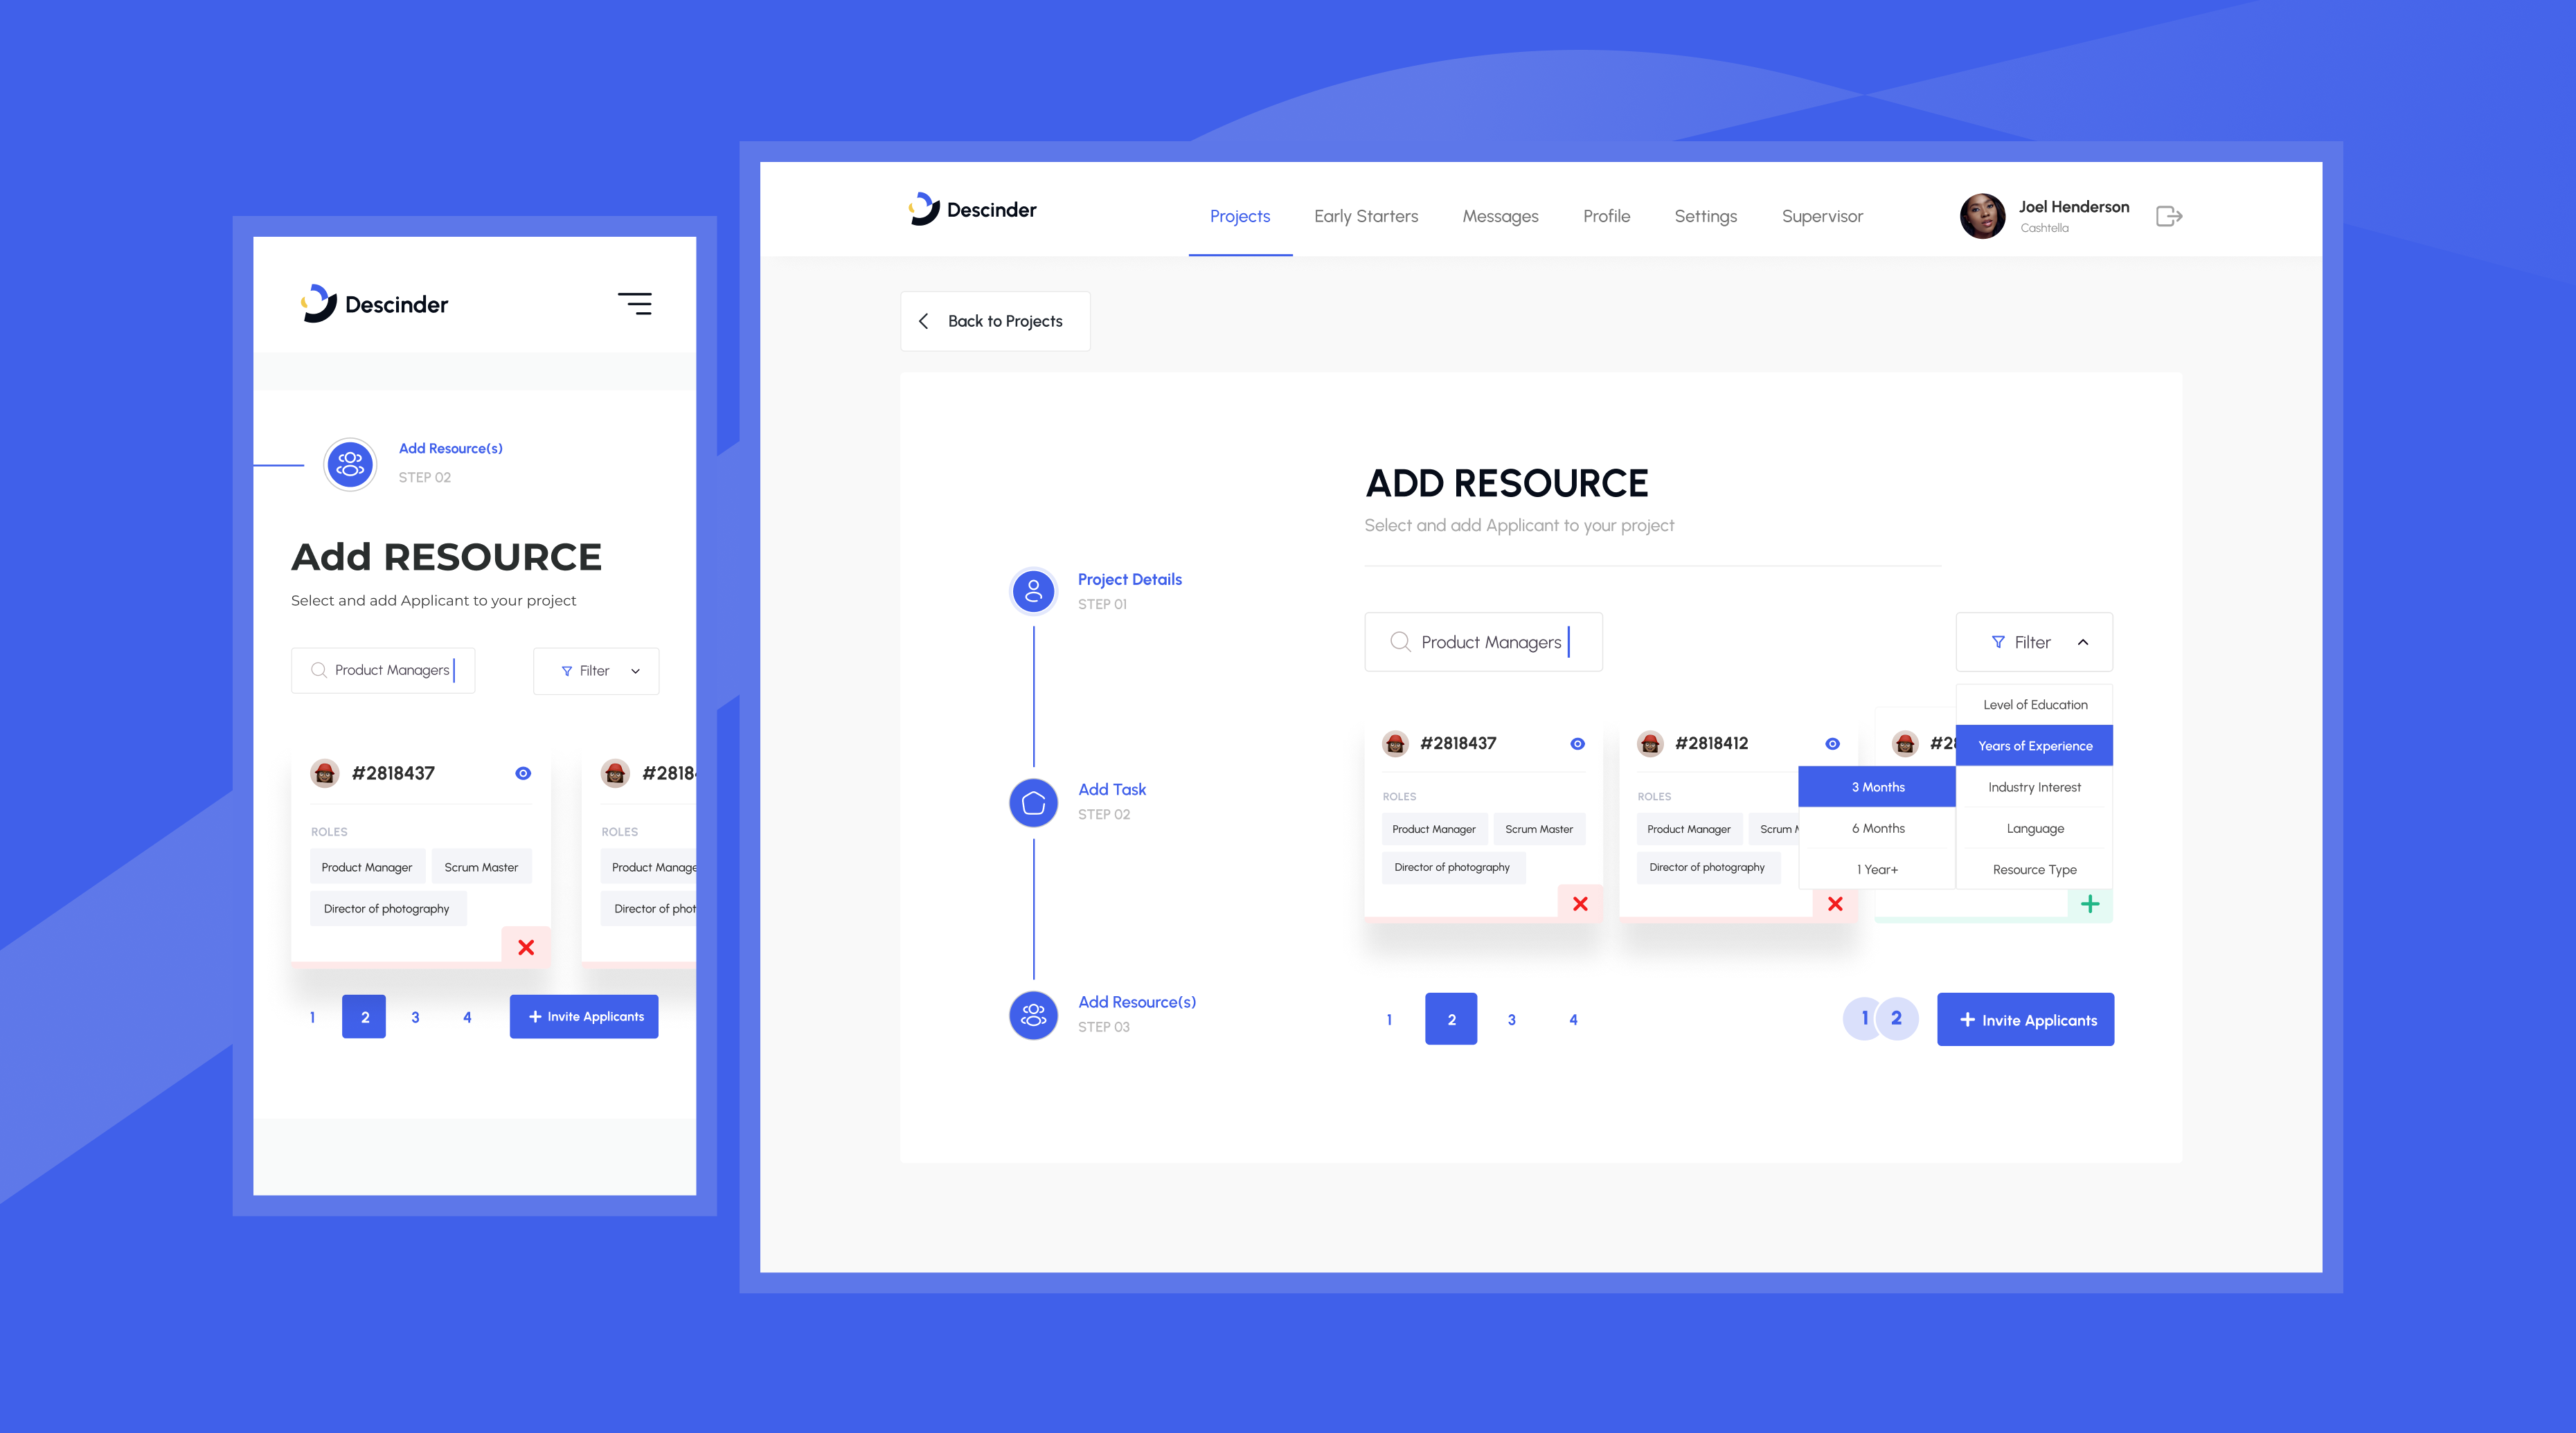 Descinder
Add Resource(s)
STEP 02
Add RESOURCE
Select and add Applicant to your project
Product Managers
Filter
#2818437
#2818
ROLES
ROLES
Product Manager
Scrum Master
Product Manage
Director of photography
Director of phot
1
2
3
4
+ Invite Applicants
Descinder
Projects
Early Starters
Messages
Profile
Settings
Supervisor
Joel Henderson
Cashtella
Back to Projects
ADD RESOURCE
Select and add Applicant to your project
Project Details
STEP 01
Add Task
STEP 02
Add Resource(s)
STEP 03
Product Managers
Filter
Level of Education
Years of Experience
Industry Interest
Language
Resource Type
3 Months
6 Months
1 Year+
#2818437
ROLES
Product Manager
Scrum Master
Director of photography
#2818412
ROLES
Product Manager
Scrum
Director of photography
#28
1
2
3
4
1
2
+ Invite Applicants